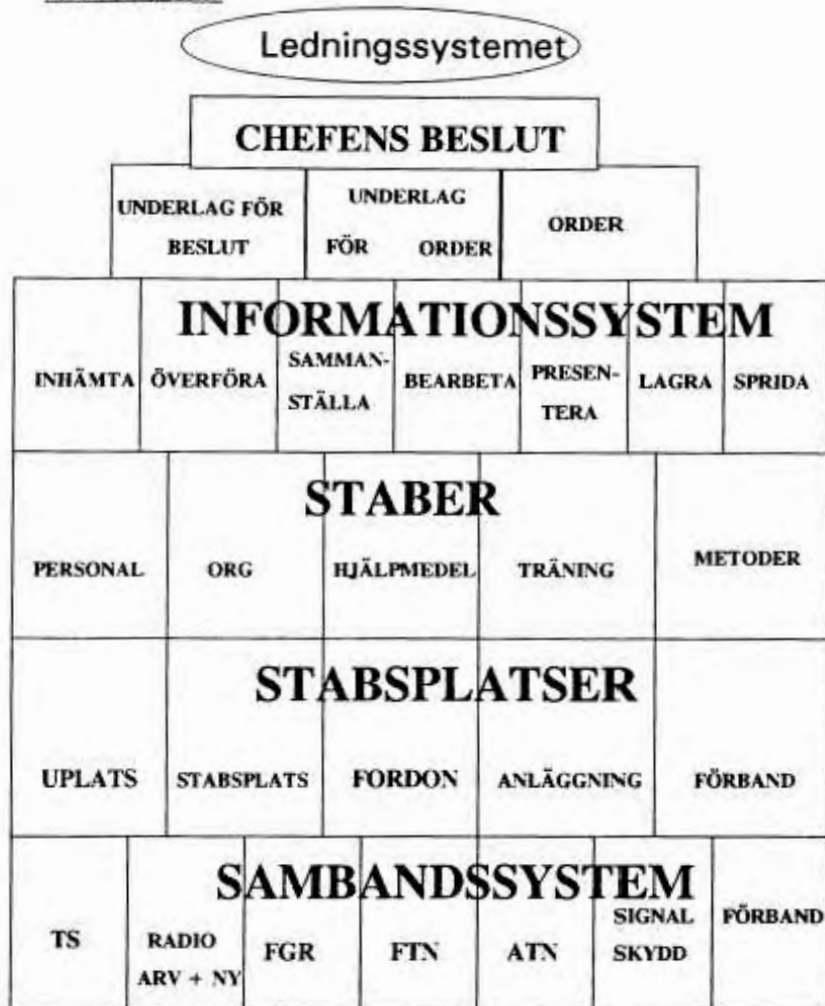 Ledningssystemet
CHEFENS BESLUT
UNDERLAG FÖR
BESLUT
UNDERLAG
FÖR ORDER
ORDER
INFORMATIONSSYSTEM
INHÄMTA
ÖVERFÖRA
SAMMAN-
STÄLLA
BEARBETA
PRESEN-
TERA
LAGRA
SPRIDA
STABER
PERSONAL
ORG
HJÄLPMEDEL
TRÄNING
METODER
STABSPLATSER
UPLATS
STABSPLATS
FORDON
ANLÄGGNING
FÖRBAND
SAMBANDSSYSTEM
TS
RADIO
ARV + NY
FGR
FTN
ATN
SIGNAL
SKYDD
FÖRBAND